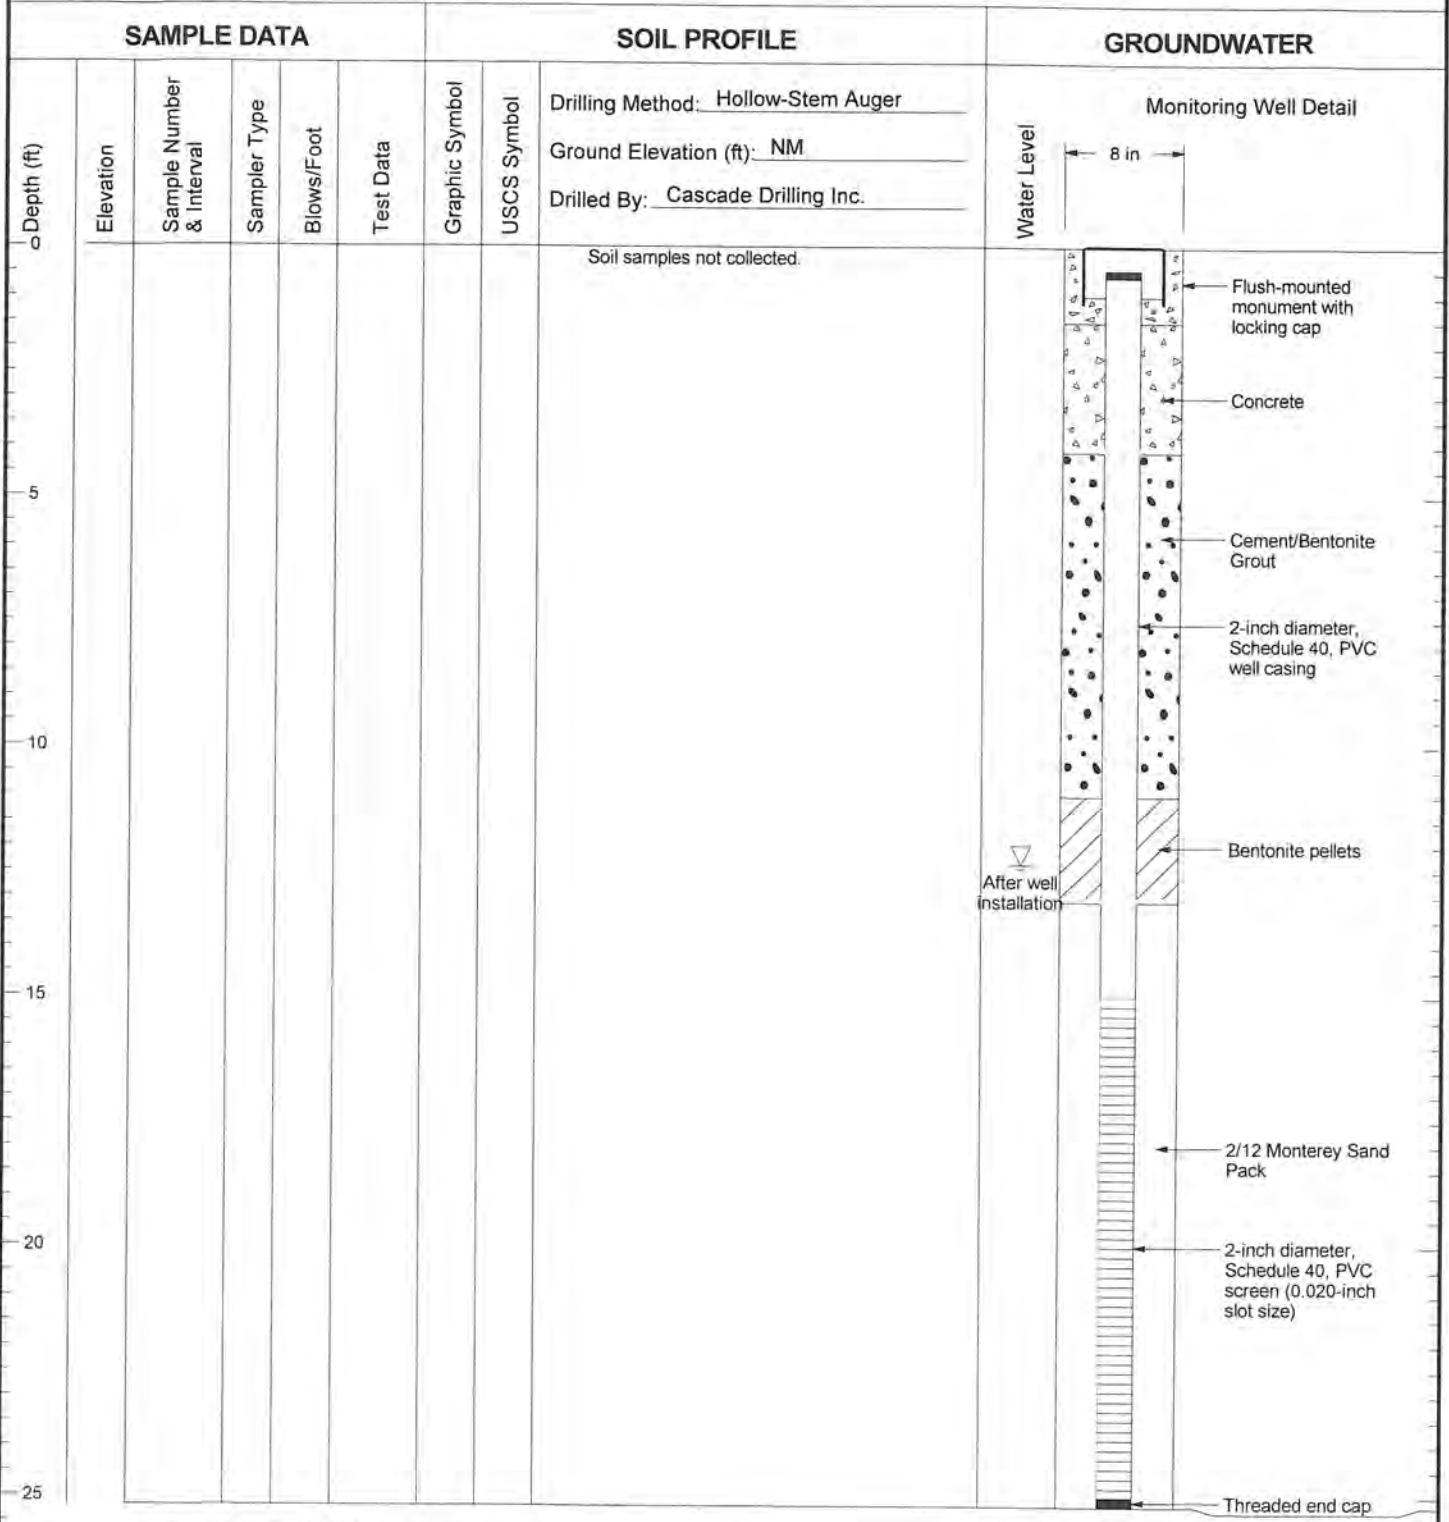 SAMPLE DATA
SOIL PROFILE
GROUNDWATER
Depth (ft)
Elevation
Sample Number
& Interval
Sampler Type
Blows/Foot
Test Data
Graphic Symbol
USCS Symbol
Drilling Method: Hollow-Stem Auger
Ground Elevation (ft): NM
Drilled By: Cascade Drilling Inc.
Water Level
Monitoring Well Detail
8 in
0
Soil samples not collected.
Flush-mounted
monument with
locking cap
Concrete
5
Cement/Bentonite
Grout
2-inch diameter,
Schedule 40, PVC
well casing
10
Bentonite pellets
After well
installation
15
2/12 Monterey Sand
Pack
20
2-inch diameter,
Schedule 40, PVC
screen (0.020-inch
slot size)
25
Threaded end cap